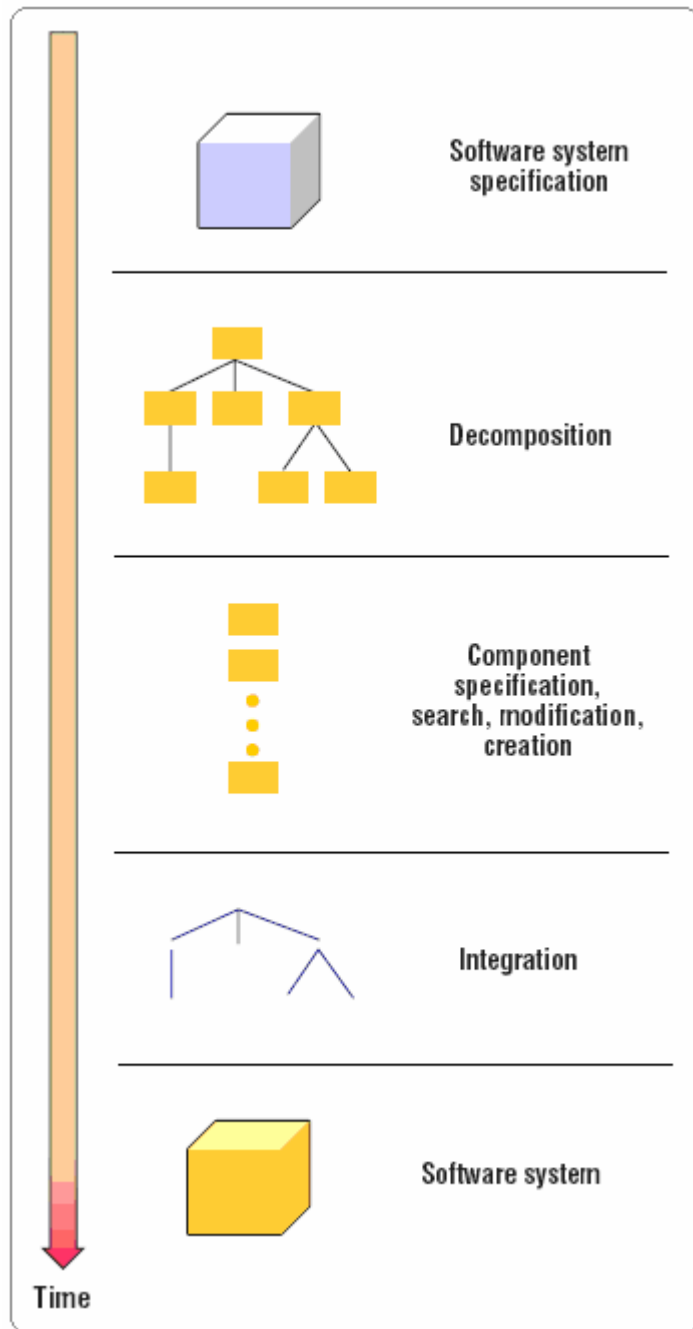 Software system
specification
Decomposition
Component
specification,
search, modification,
creation
Integration
Software system
Time